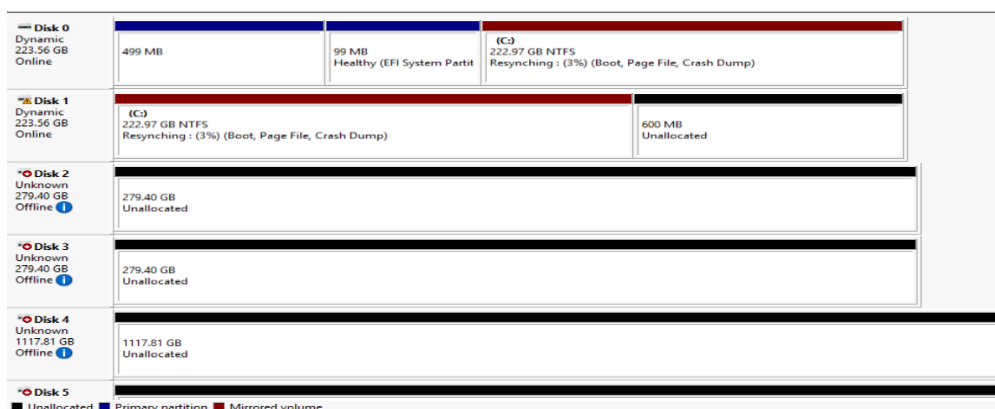 Disk 0
Dynamic
223.56 GB
Online
499 MB
99 MB
Healthy (EFI System Partit
(C:)
222.97 GB NTFS
Resynching : (3%) (Boot, Page File, Crash Dump)
Disk 1
Dynamic
223.56 GB
Online
(C:)
222.97 GB NTFS
Resynching : (3%) (Boot, Page File, Crash Dump)
600 MB
Unallocated
Disk 2
Unknown
279.40 GB
Offline
279.40 GB
Unallocated
Disk 3
Unknown
279.40 GB
Offline
279.40 GB
Unallocated
Disk 4
Unknown
1117.81 GB
Offline
1117.81 GB
Unallocated
Disk 5
Unallocated Primary partition Mirrored volume